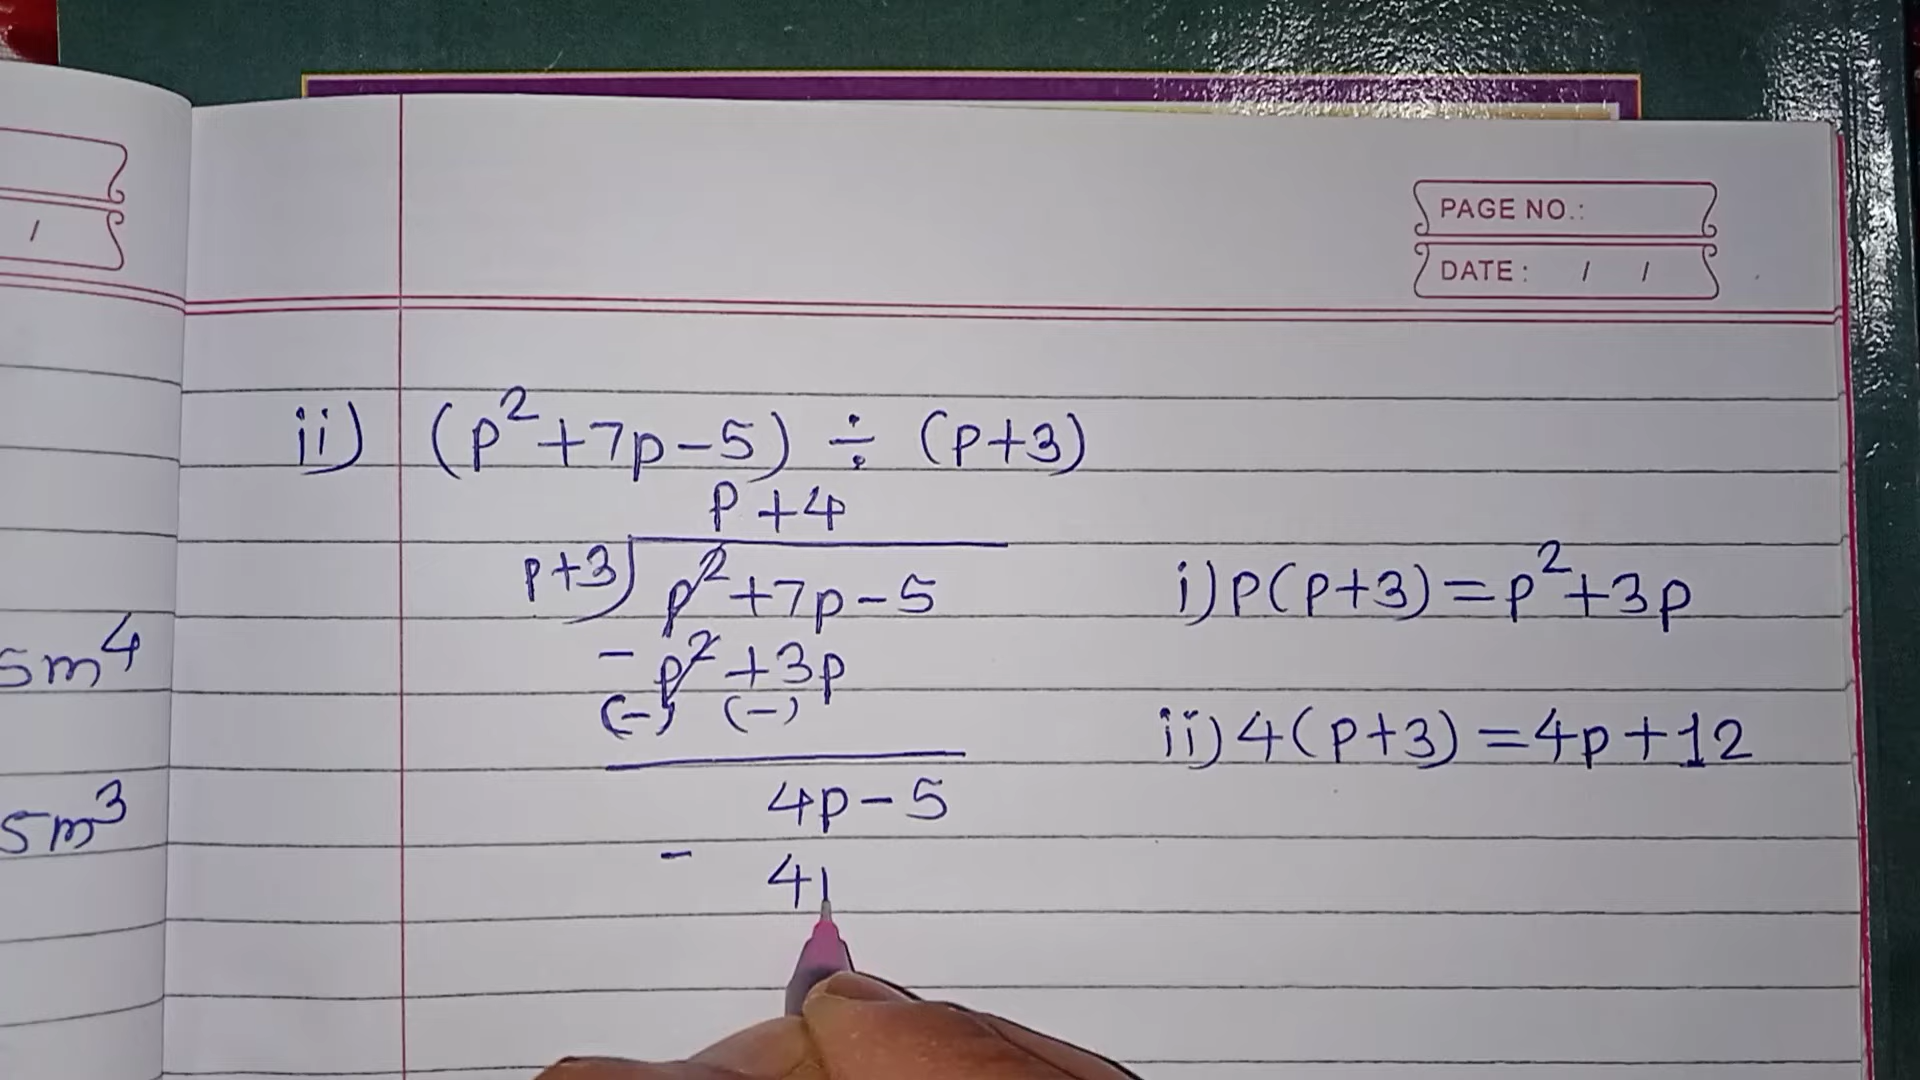 PAGE NO.:
/
DATE: / /
ii) (p²+7p-5) ÷ (p+3)
p+4
p+3) p²+7p-5
i) p(p+3)=p²+3p
5m⁴
- p²+3p
(-) (-)
ii) 4(p+3)=4p+12
4p-5
5m³
- 4